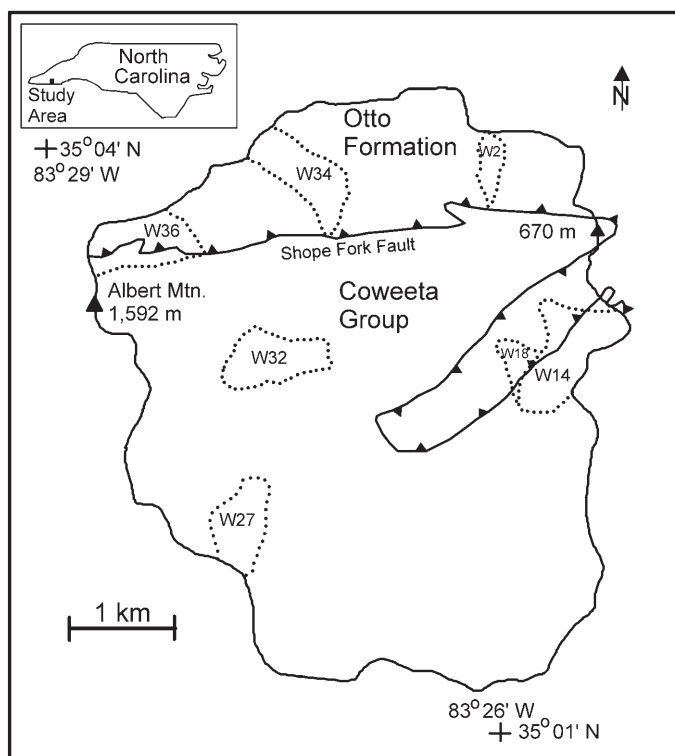 North
Carolina
Study
Area
35° 04' N
83° 29' W
N
Otto
Formation
W2
W34
W36
670 m
Shope Fork Fault
Albert Mtn.
1,592 m
Coweeta
Group
W32
W18
W14
W27
1 km
83° 26' W
35° 01' N